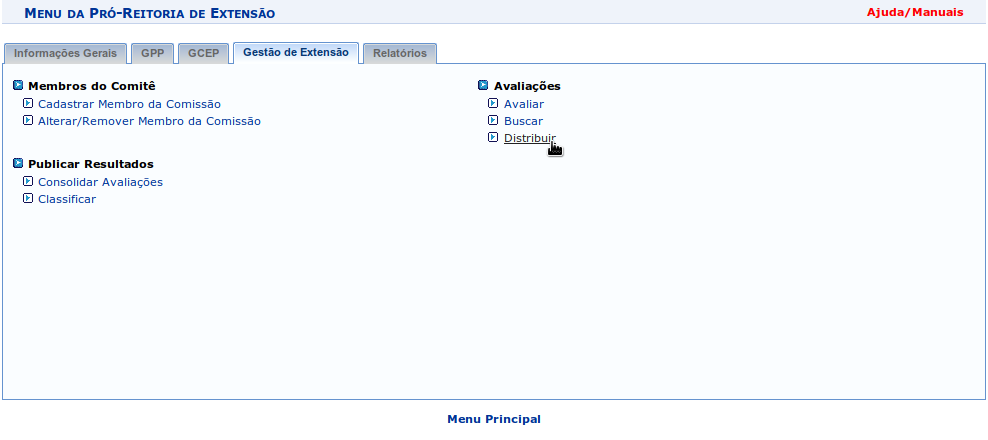 Menu da Pró-Reitoria de Extensão
Ajuda/Manuais
Informações Gerais
GPP
GCEP
Gestão de Extensão
Relatórios
Membros do Comitê
Cadastrar Membro da Comissão
Alterar/Remover Membro da Comissão
Publicar Resultados
Consolidar Avaliações
Classificar
Avaliações
Avaliar
Buscar
Distribuir
Menu Principal